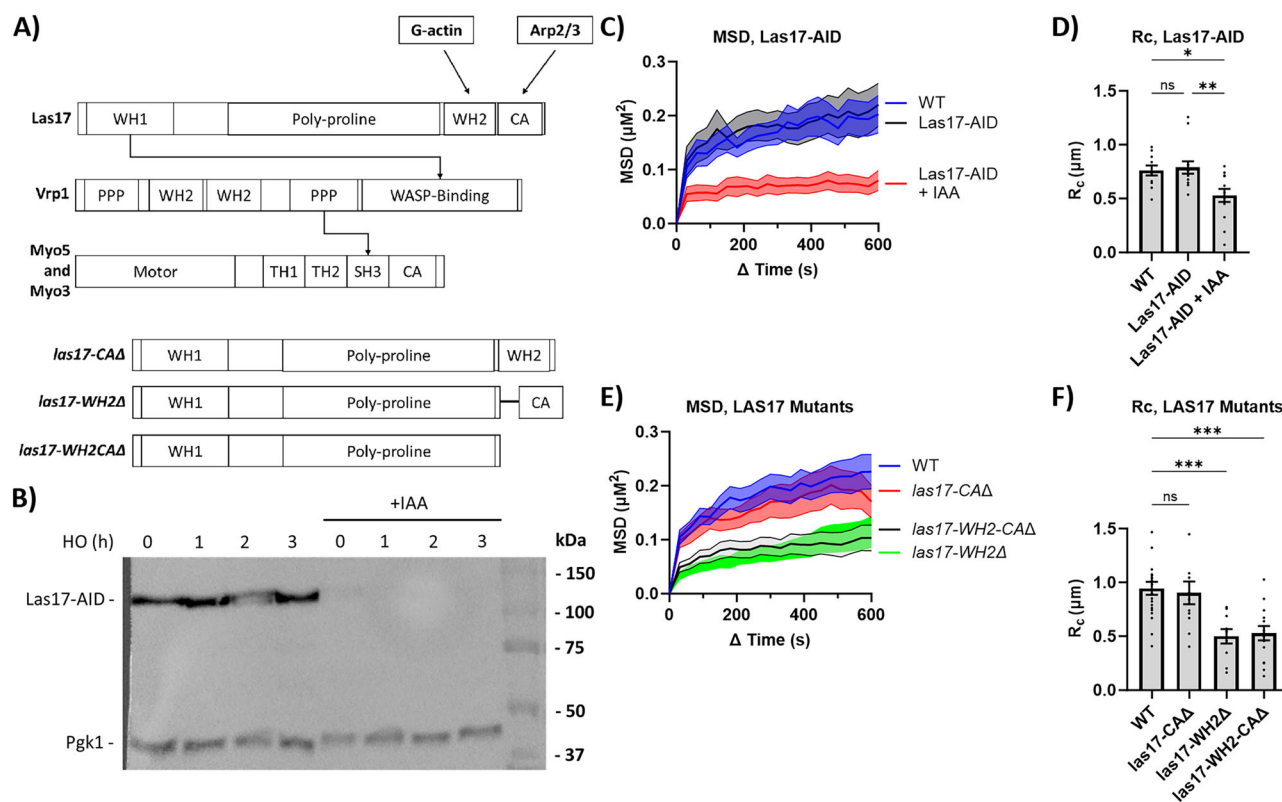 A)
G-actin
Arp2/3
Las17
WH1
Poly-proline
WH2
CA
Vrp1
PPP
WH2
WH2
PPP
WASP-Binding
Myo5
and
Myo3
Motor
TH1
TH2
SH3
CA
las17-CAΔ
WH1
Poly-proline
WH2
las17-WH2Δ
WH1
Poly-proline
CA
las17-WH2CAΔ
WH1
Poly-proline
B)
+IAA
HO (h)
0 1 2 3 0 1 2 3
kDa
Las17-AID -
Pgk1 -
- 150
- 100
- 75
- 50
- 37
C)
MSD, Las17-AID
MSD (µM²)
0.3
0.2
0.1
0.0
0 200 400 600
Δ Time (s)
WT
Las17-AID
Las17-AID
+ IAA
D)
Rc, Las17-AID
*
ns
**
Rc (µm)
1.5
1.0
0.5
0.0
WT
Las17-AID
Las17-AID + IAA
E)
MSD, LAS17 Mutants
MSD (µM²)
0.3
0.2
0.1
0.0
0 200 400 600
Δ Time (s)
WT
las17-CAΔ
las17-WH2-CAΔ
las17-WH2Δ
F)
Rc, LAS17 Mutants
***
***
ns
Rc (µm)
1.5
1.0
0.5
0.0
WT
las17-CAΔ
las17-WH2Δ
las17-WH2-CAΔ